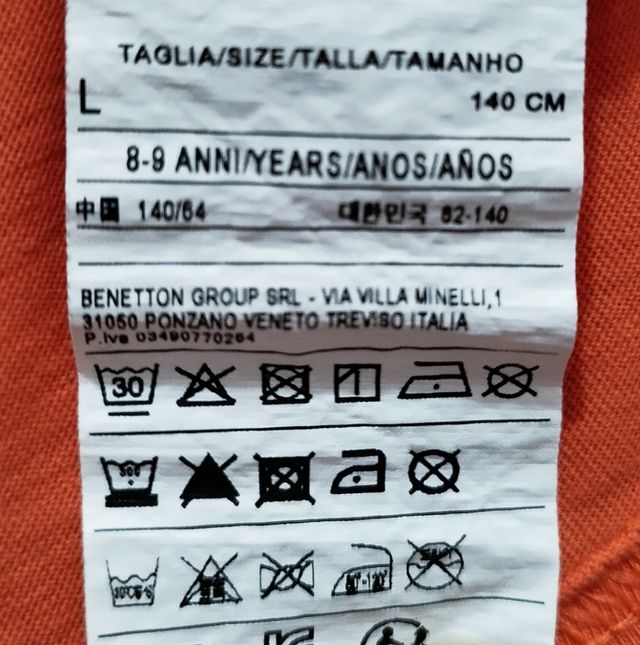 TAGLIA/SIZE/TALLA/TAMANHO
L 140 CM
8-9 ANNI/YEARS/ANOS/AÑOS
中国 140/64 대한민국 82-140
BENETTON GROUP SRL - VIA VILLA MINELLI,1
31050 PONZANO VENETO TREVISO ITALIA
P.Iva 03490770264
30